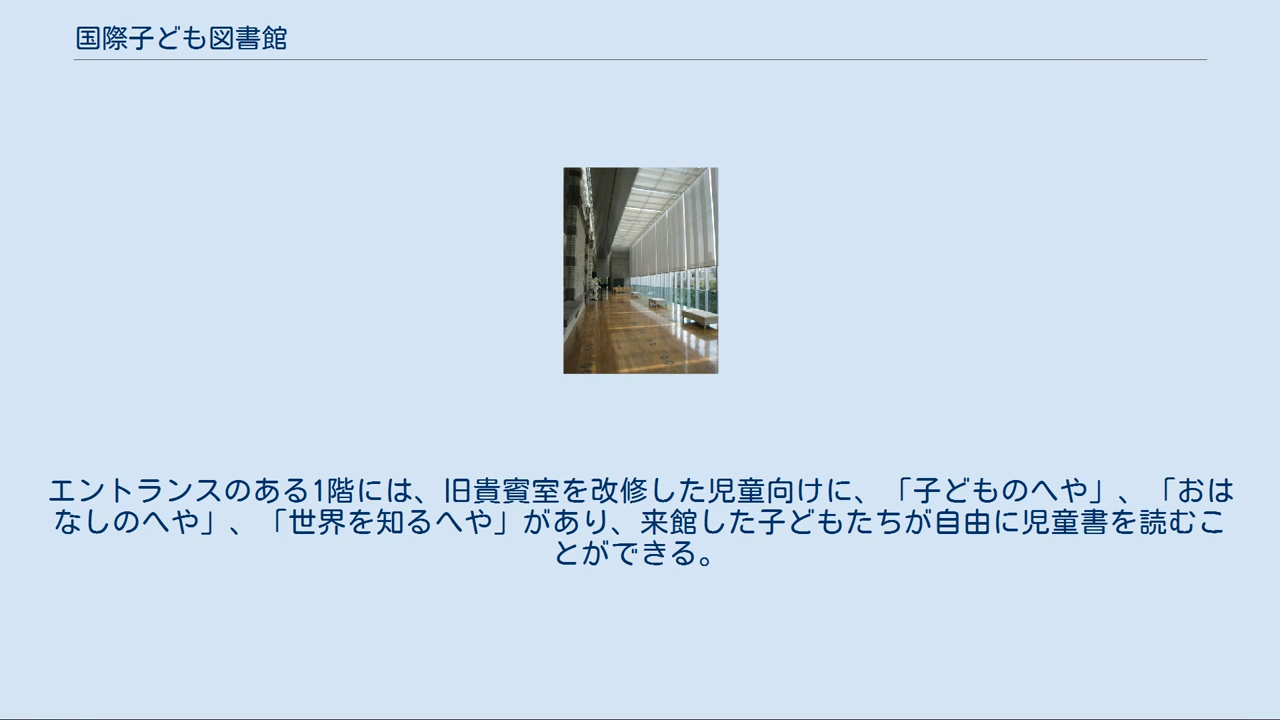 国際子ども図書館
エントランスのある1階には、旧貴賓室を改修した児童向けに、「子どものへや」、「おは
なしのへや」、「世界を知るへや」があり、来館した子どもたちが自由に児童書を読むこ
とができる。